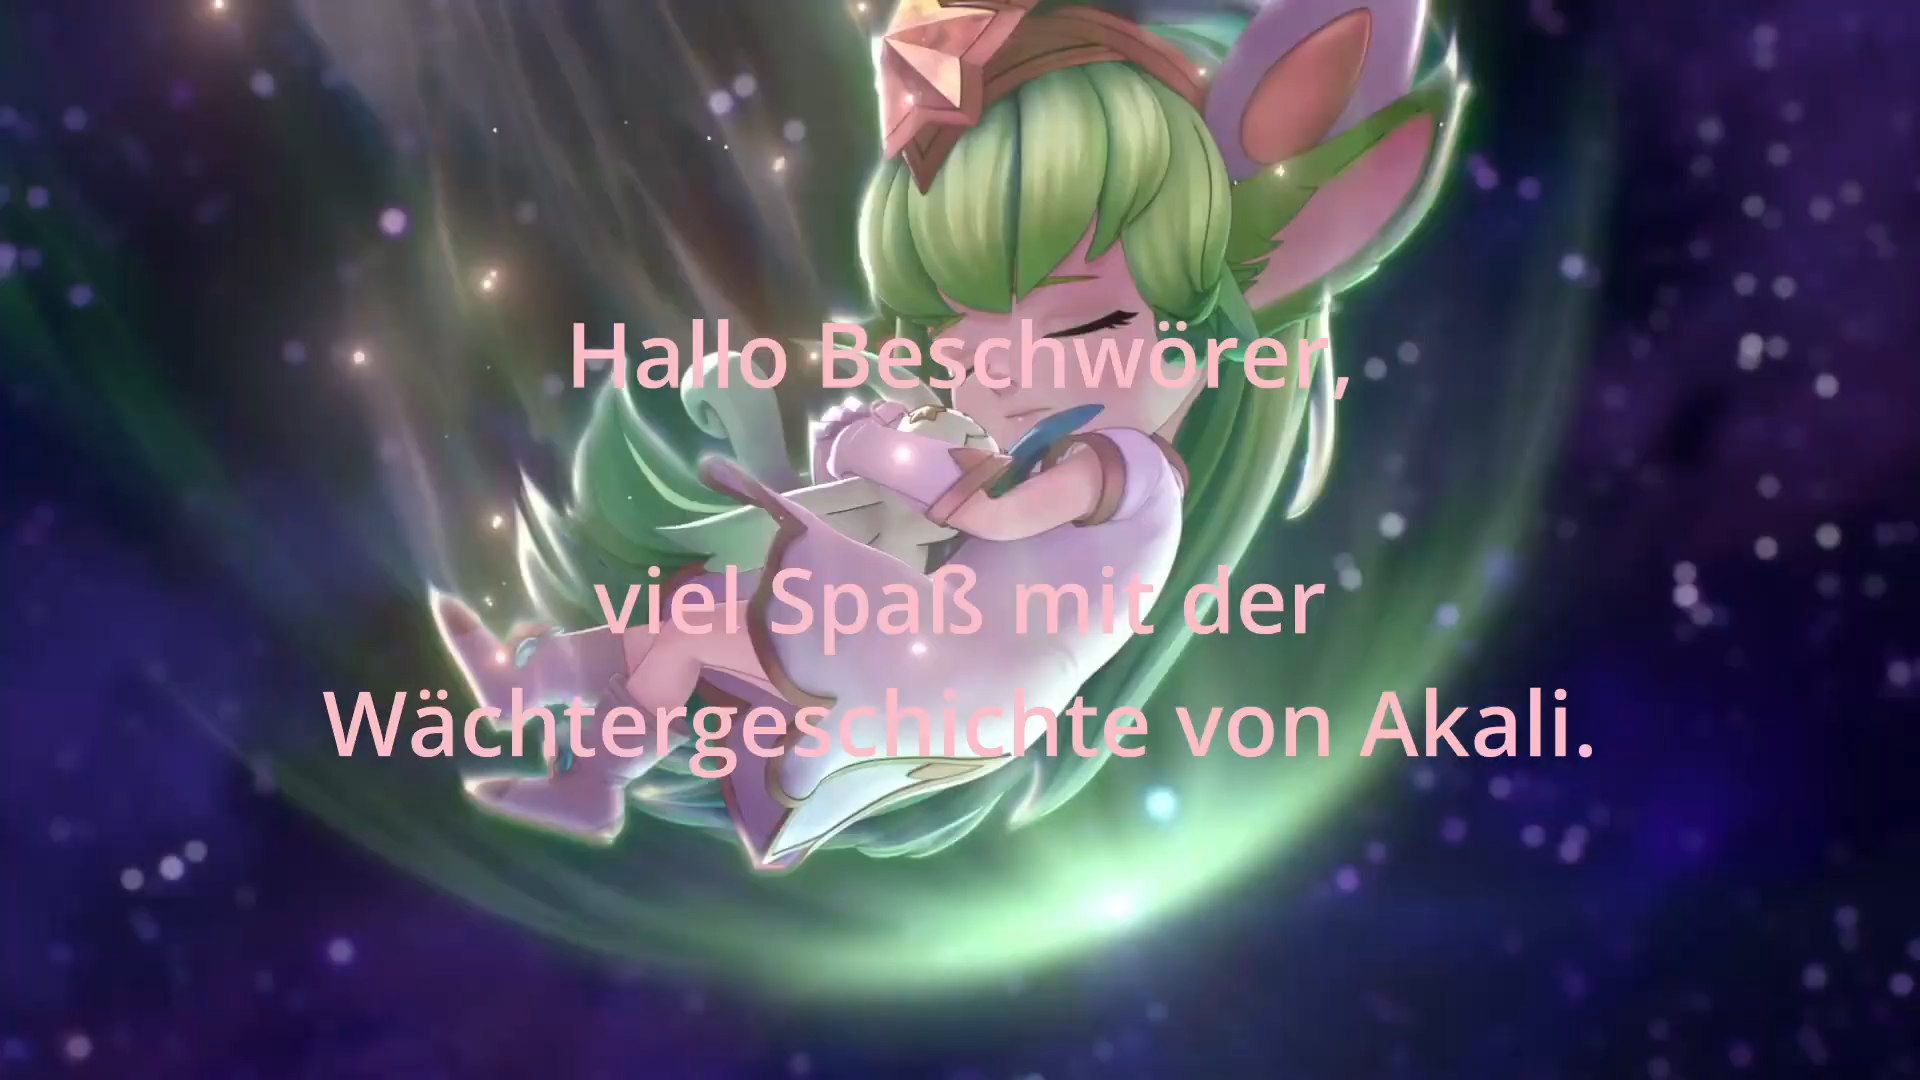 Hallo Beschwörer,
viel Spaß mit der
Wächtergeschichte von Akali.